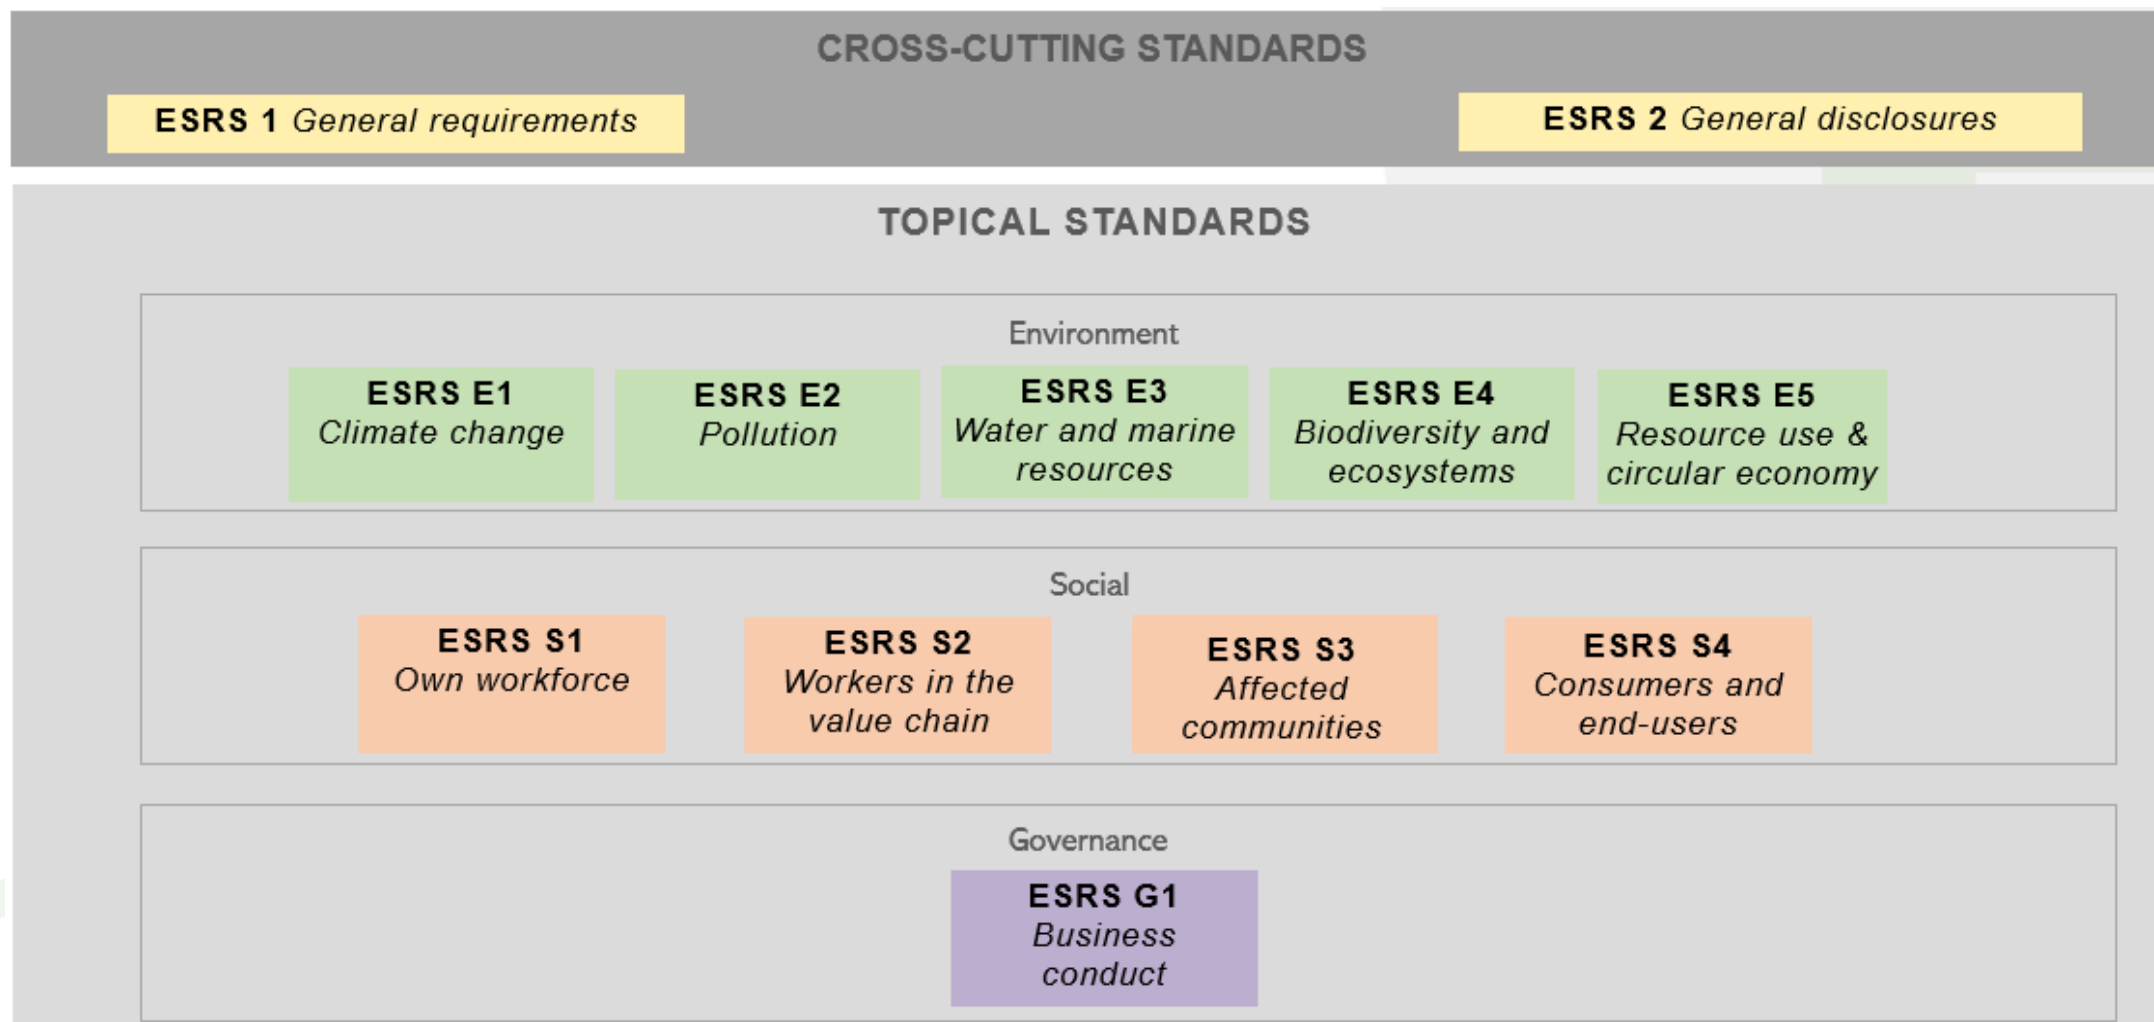 CROSS-CUTTING STANDARDS
ESRS 1 General requirements
ESRS 2 General disclosures
TOPICAL STANDARDS
Environment
ESRS E1
Climate change
ESRS E2
Pollution
ESRS E3
Water and marine
resources
ESRS E4
Biodiversity and
ecosystems
ESRS E5
Resource use &
circular economy
Social
ESRS S1
Own workforce
ESRS S2
Workers in the
value chain
ESRS S3
Affected
communities
ESRS S4
Consumers and
end-users
Governance
ESRS G1
Business
conduct